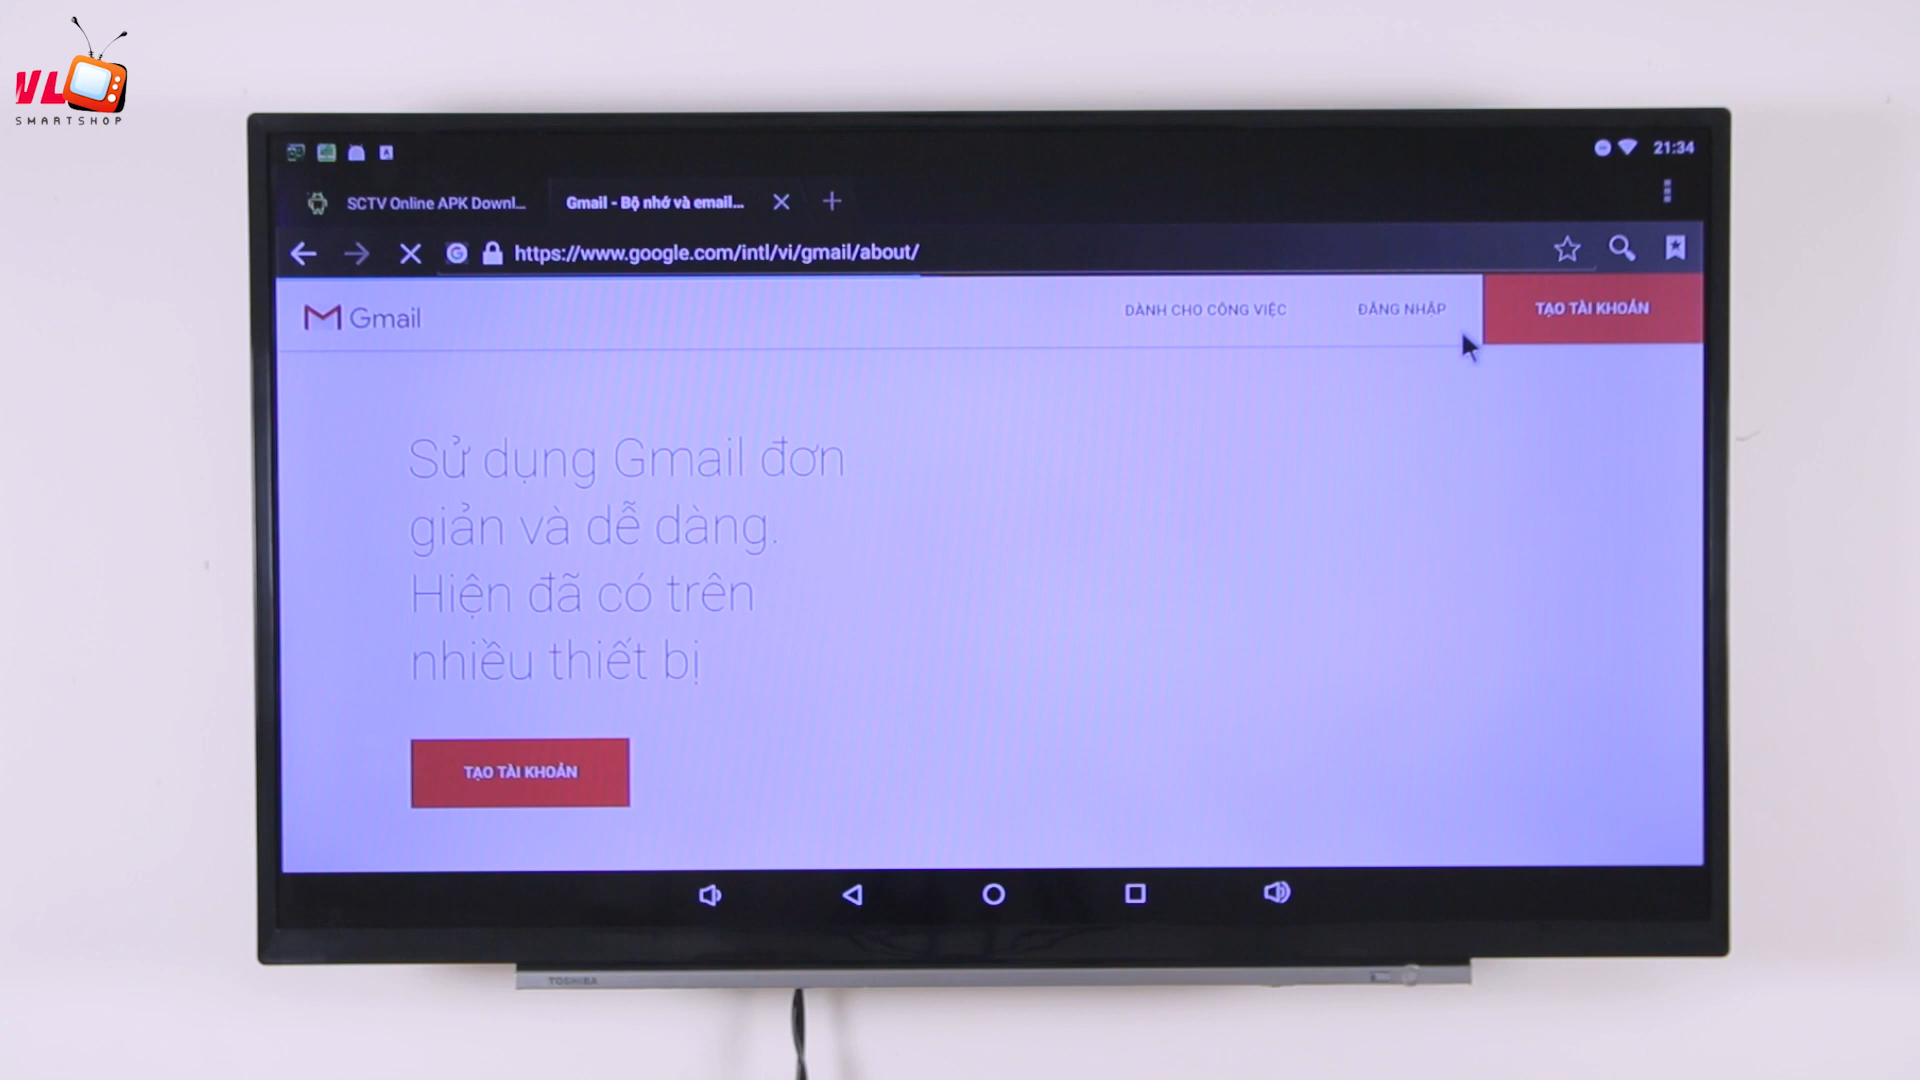 VL
SMARTSHOP
21:34
SCTV Online APK Downl...
Gmail - Bộ nhớ và email...
https://www.google.com/intl/vi/gmail/about/
Gmail
DÀNH CHO CÔNG VIỆC
ĐĂNG NHẬP
TẠO TÀI KHOẢN
Sử dụng Gmail đơn
giản và dễ dàng.
Hiện đã có trên
nhiều thiết bị
TẠO TÀI KHOẢN
TOSHIBA